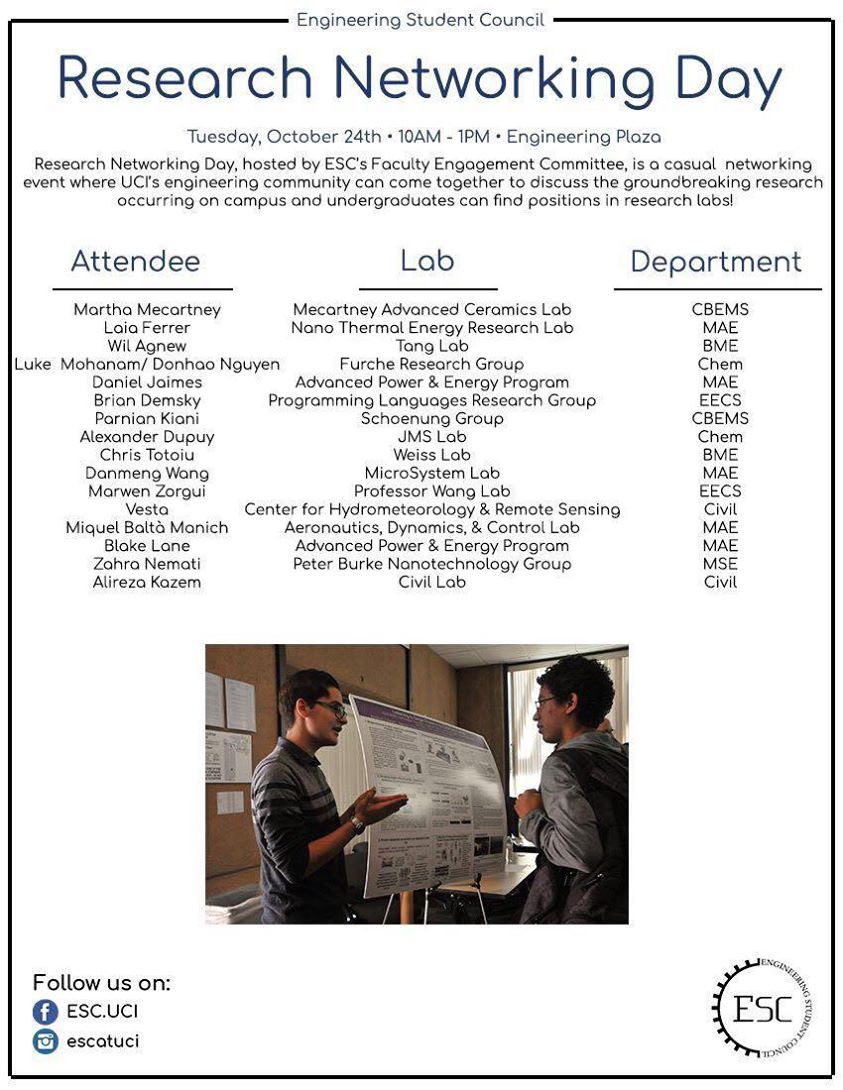 Engineering Student Council
Research Networking Day
Tuesday, October 24th • 10AM - 1PM • Engineering Plaza
Research Networking Day, hosted by ESC's Faculty Engagement Committee, is a casual networking
event where UCI's engineering community can come together to discuss the groundbreaking research
occurring on campus and undergraduates can find positions in research labs!
Attendee Lab Department
Martha Mecartney Mecartney Advanced Ceramics Lab CBEMS
Laia Ferrer Nano Thermal Energy Research Lab MAE
Wil Agnew Tang Lab BME
Luke Mohanam/ Donhao Nguyen Furche Research Group Chem
Daniel Jaimes Advanced Power & Energy Program MAE
Brian Demsky Programming Languages Research Group EECS
Parnian Kiani Schoenung Group CBEMS
Alexander Dupuy JMS Lab Chem
Chris Totoiu Weiss Lab BME
Danmeng Wang MicroSystem Lab MAE
Marwen Zorgui Professor Wang Lab EECS
Vesta Center for Hydrometeorology & Remote Sensing Civil
Miquel Baltà Manich Aeronautics, Dynamics, & Control Lab MAE
Blake Lane Advanced Power & Energy Program MAE
Zahra Nemati Peter Burke Nanotechnology Group MSE
Alireza Kazem Civil Lab Civil
Follow us on:
ESC.UCI
escatuci
ESC
ENGINEERING STUDENT COUNCIL